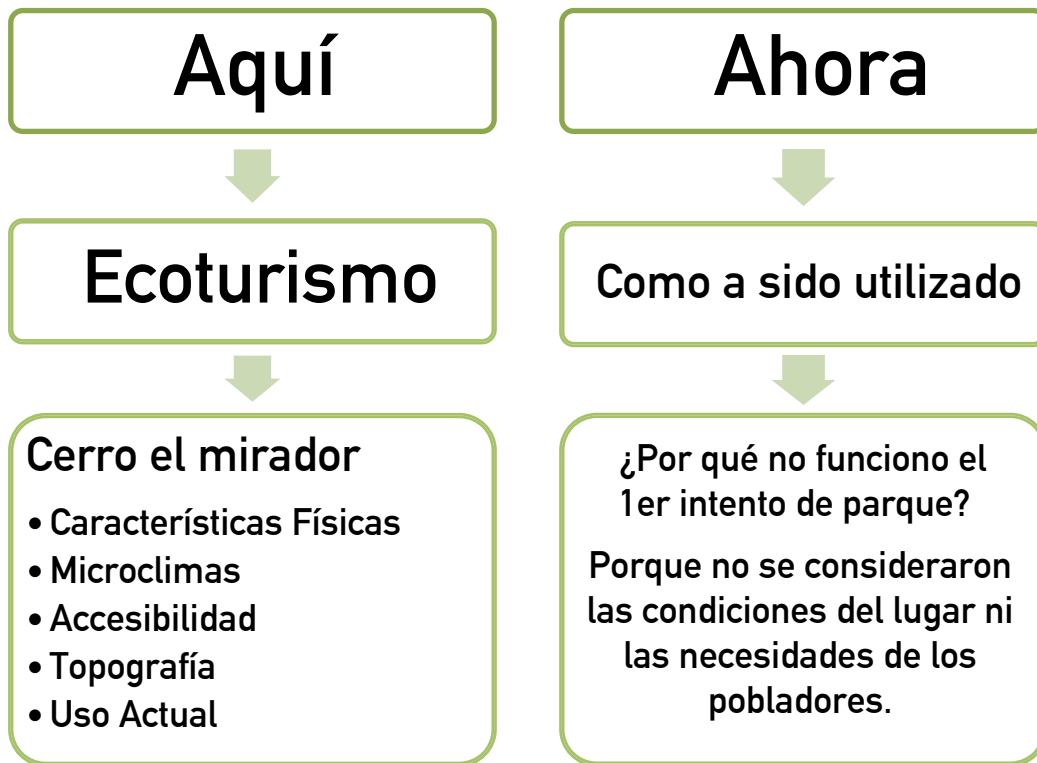 Aquí
Ecoturismo
Cerro el mirador
• Características Físicas
• Microclimas
• Accesibilidad
• Topografía
• Uso Actual
Ahora
Como a sido utilizado
¿Por qué no funciono el
1er intento de parque?
Porque no se consideraron
las condiciones del lugar ni
las necesidades de los
pobladores.